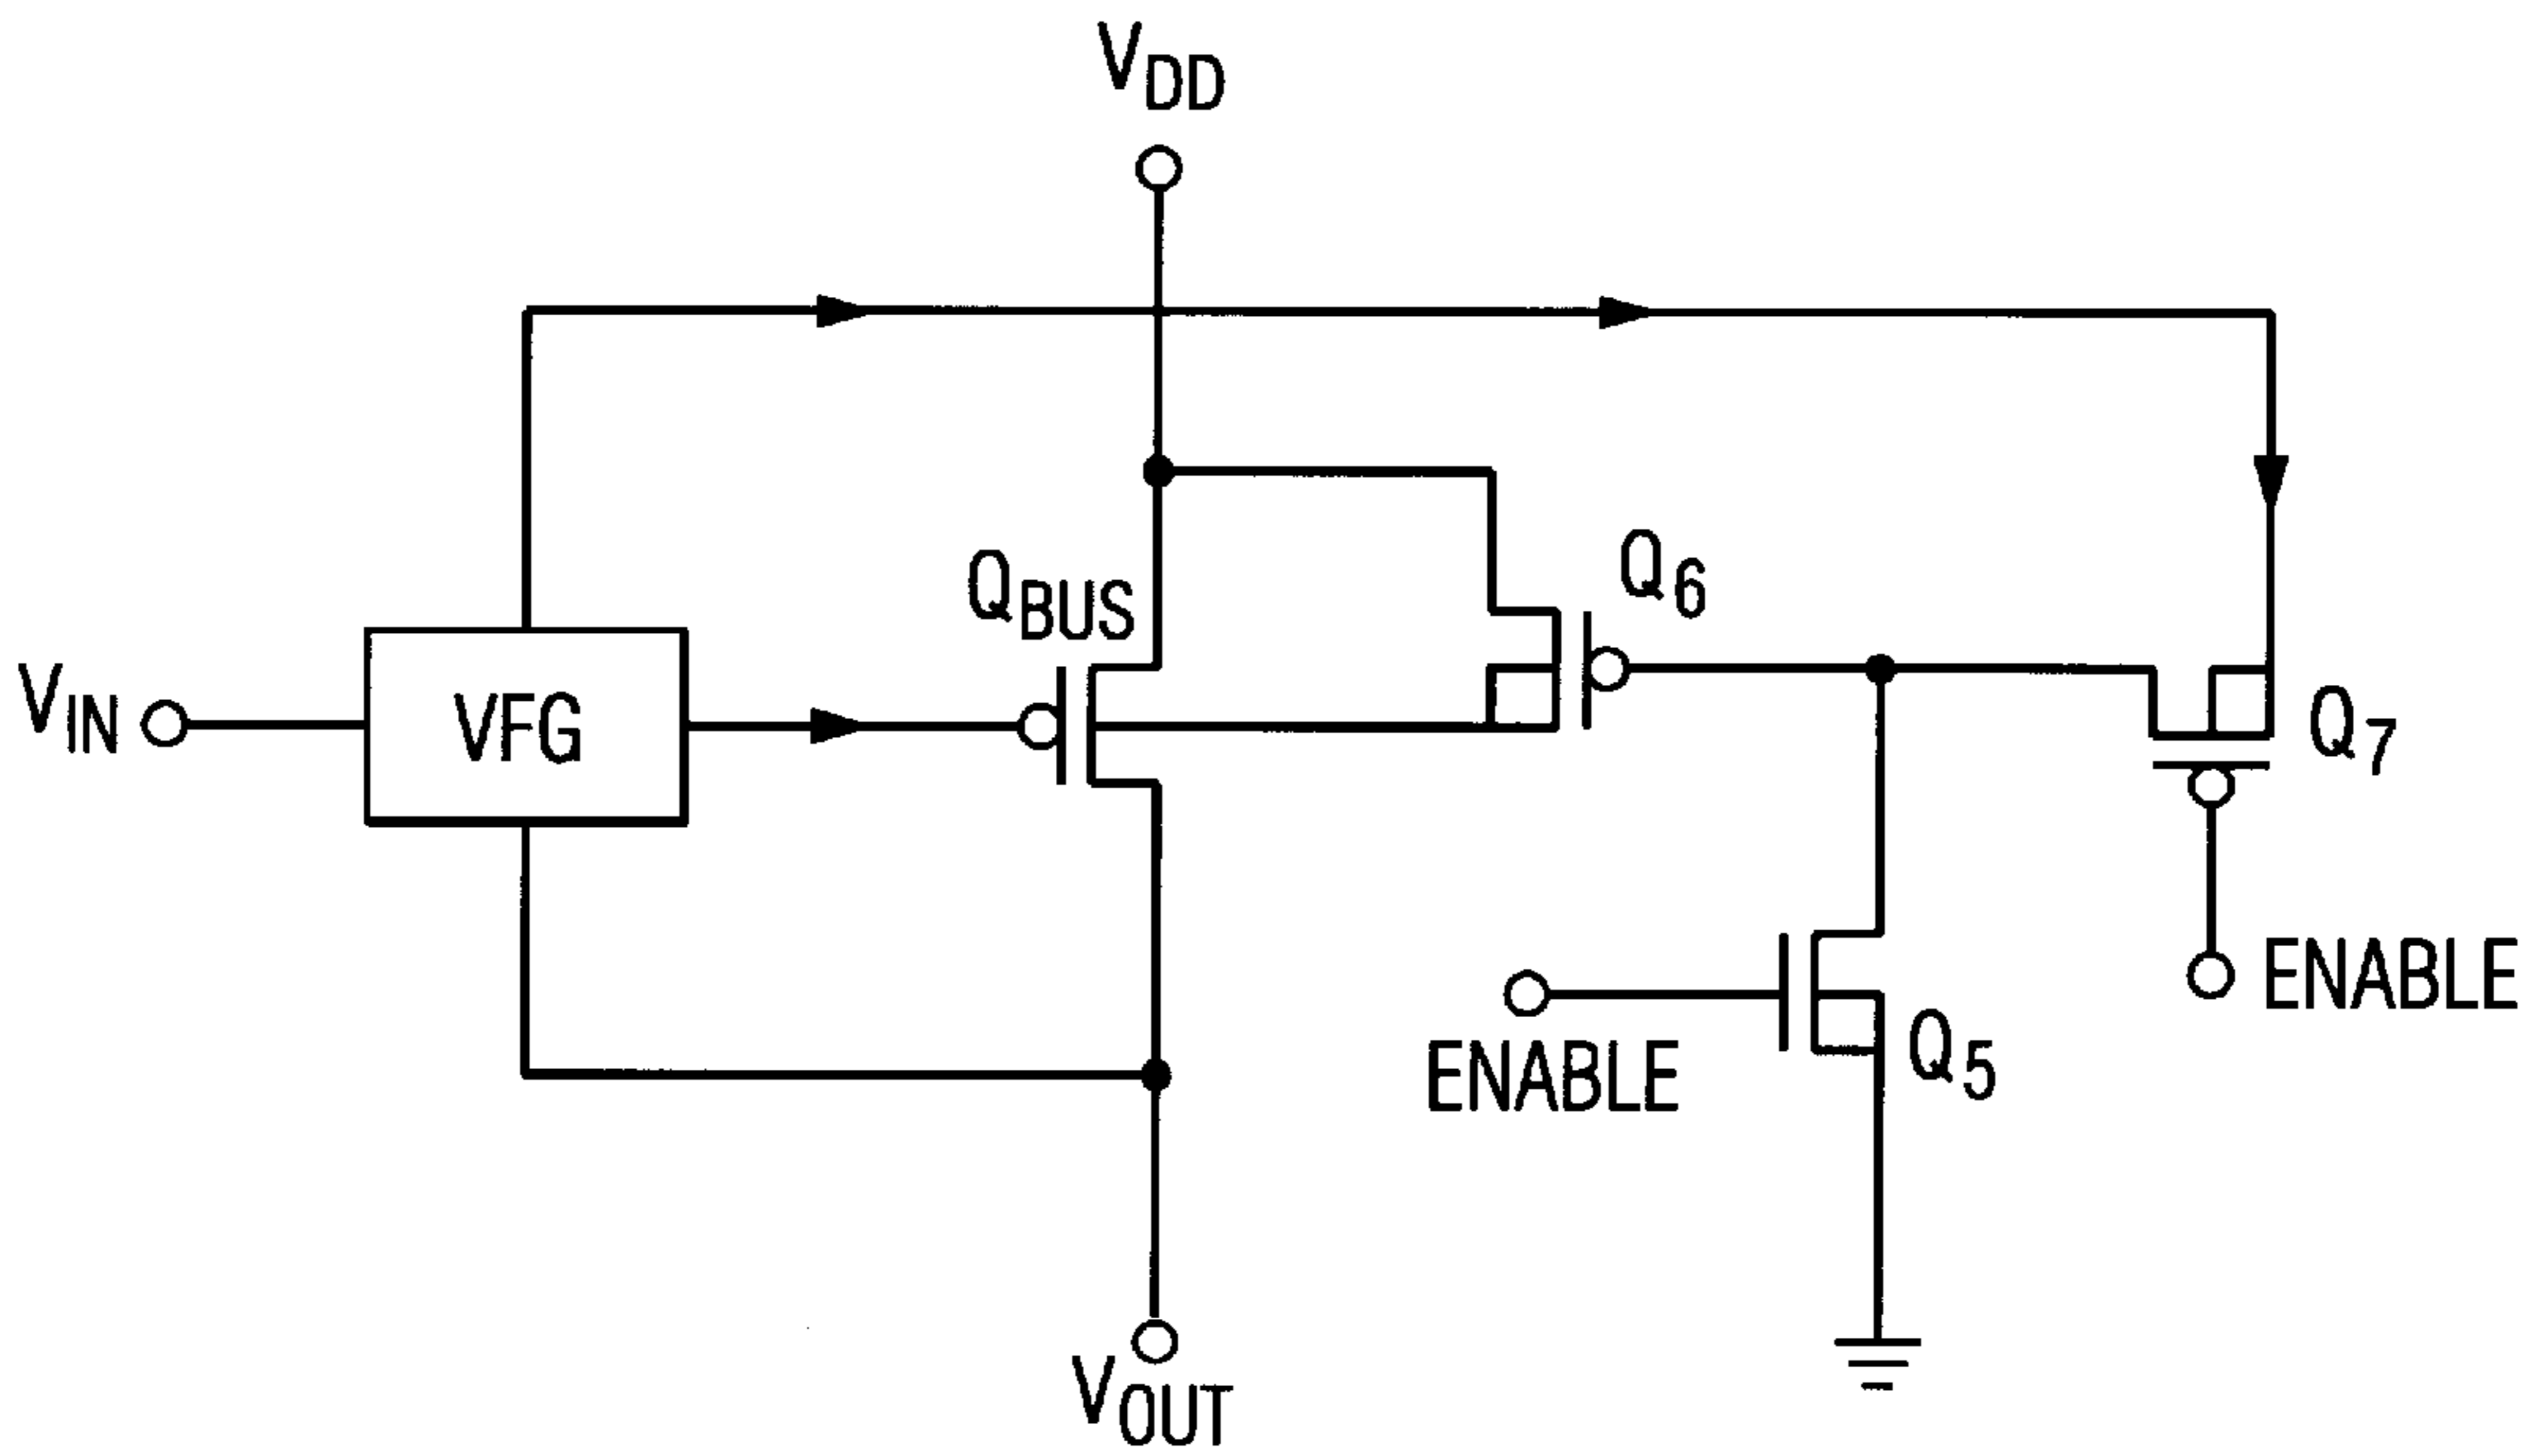 VDD
QBUS
Q6
VIN
VFG
Q7
ENABLE
ENABLE
Q5
VOUT